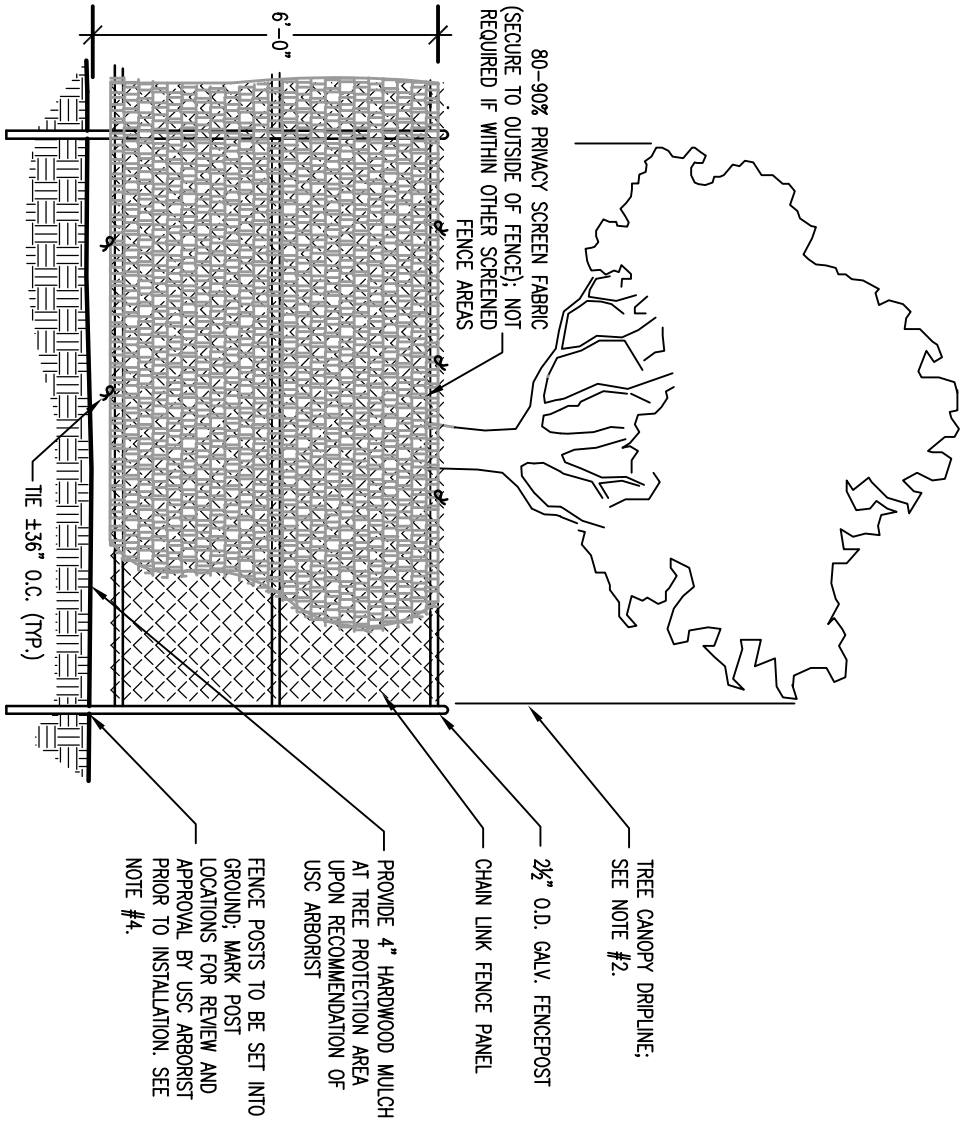 6'-0"
80-90% PRIVACY SCREEN FABRIC
(SECURE TO OUTSIDE OF FENCE); NOT
REQUIRED IF WITHIN OTHER SCREENED
FENCE AREAS
TIE ±36" O.C. (TYP.)
TREE CANOPY DRIPLINE;
SEE NOTE #2.
2½" O.D. GALV. FENCEPOST
CHAIN LINK FENCE PANEL
PROVIDE 4" HARDWOOD MULCH
AT TREE PROTECTION AREA
UPON RECOMMENDATION OF
USC ARBORIST
FENCE POSTS TO BE SET INTO
GROUND; MARK POST
LOCATIONS FOR REVIEW AND
APPROVAL BY USC ARBORIST
PRIOR TO INSTALLATION. SEE
NOTE #4.